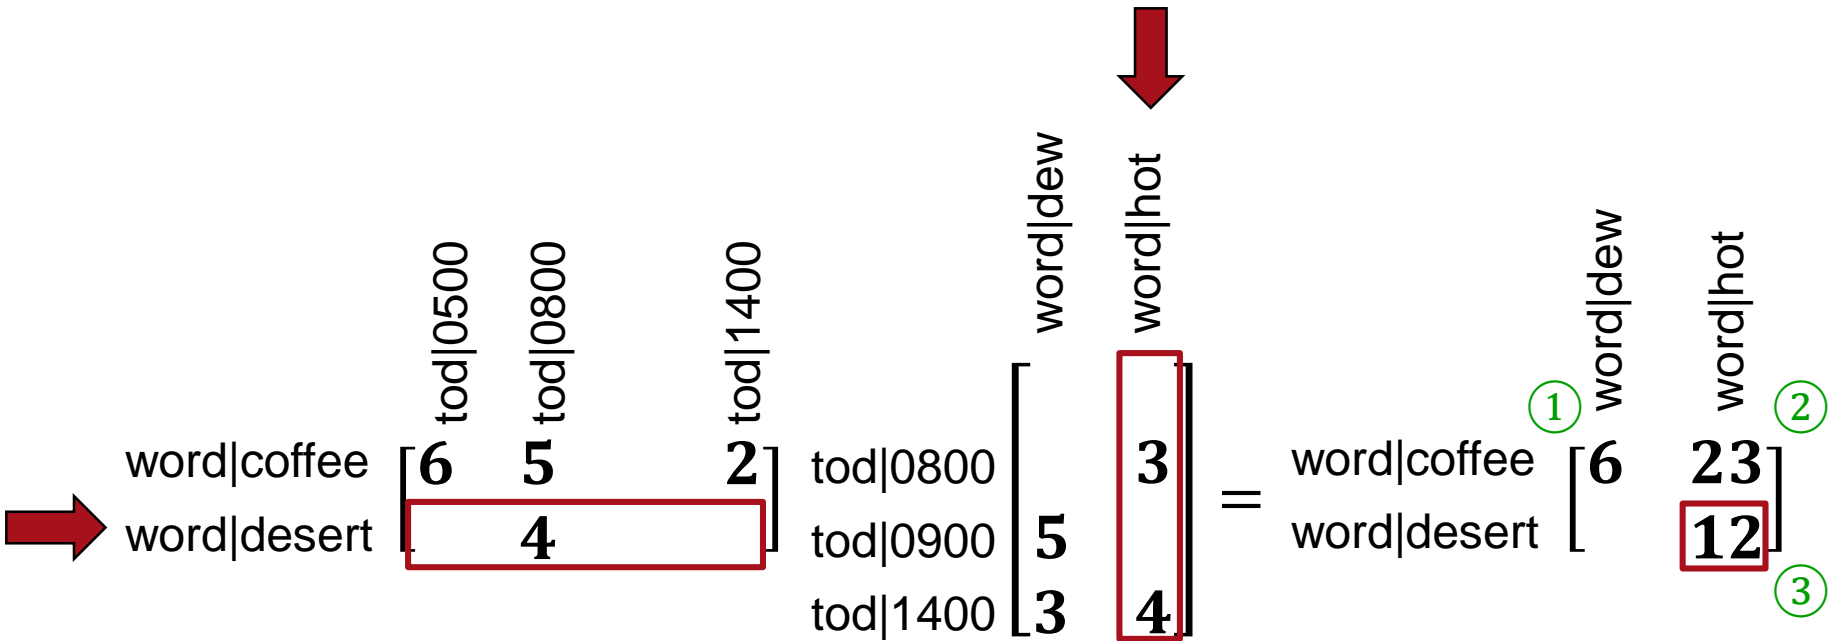 word|dew word|hot
tod|0500 tod|0800 tod|1400 word|dew word|hot
① ②
word|coffee [6 5 2] tod|0800 [ 3] word|coffee [6 23]
=
word|desert [ 4 ] tod|0900 [5 ] word|desert [ 12]
③
tod|1400 [3 4]